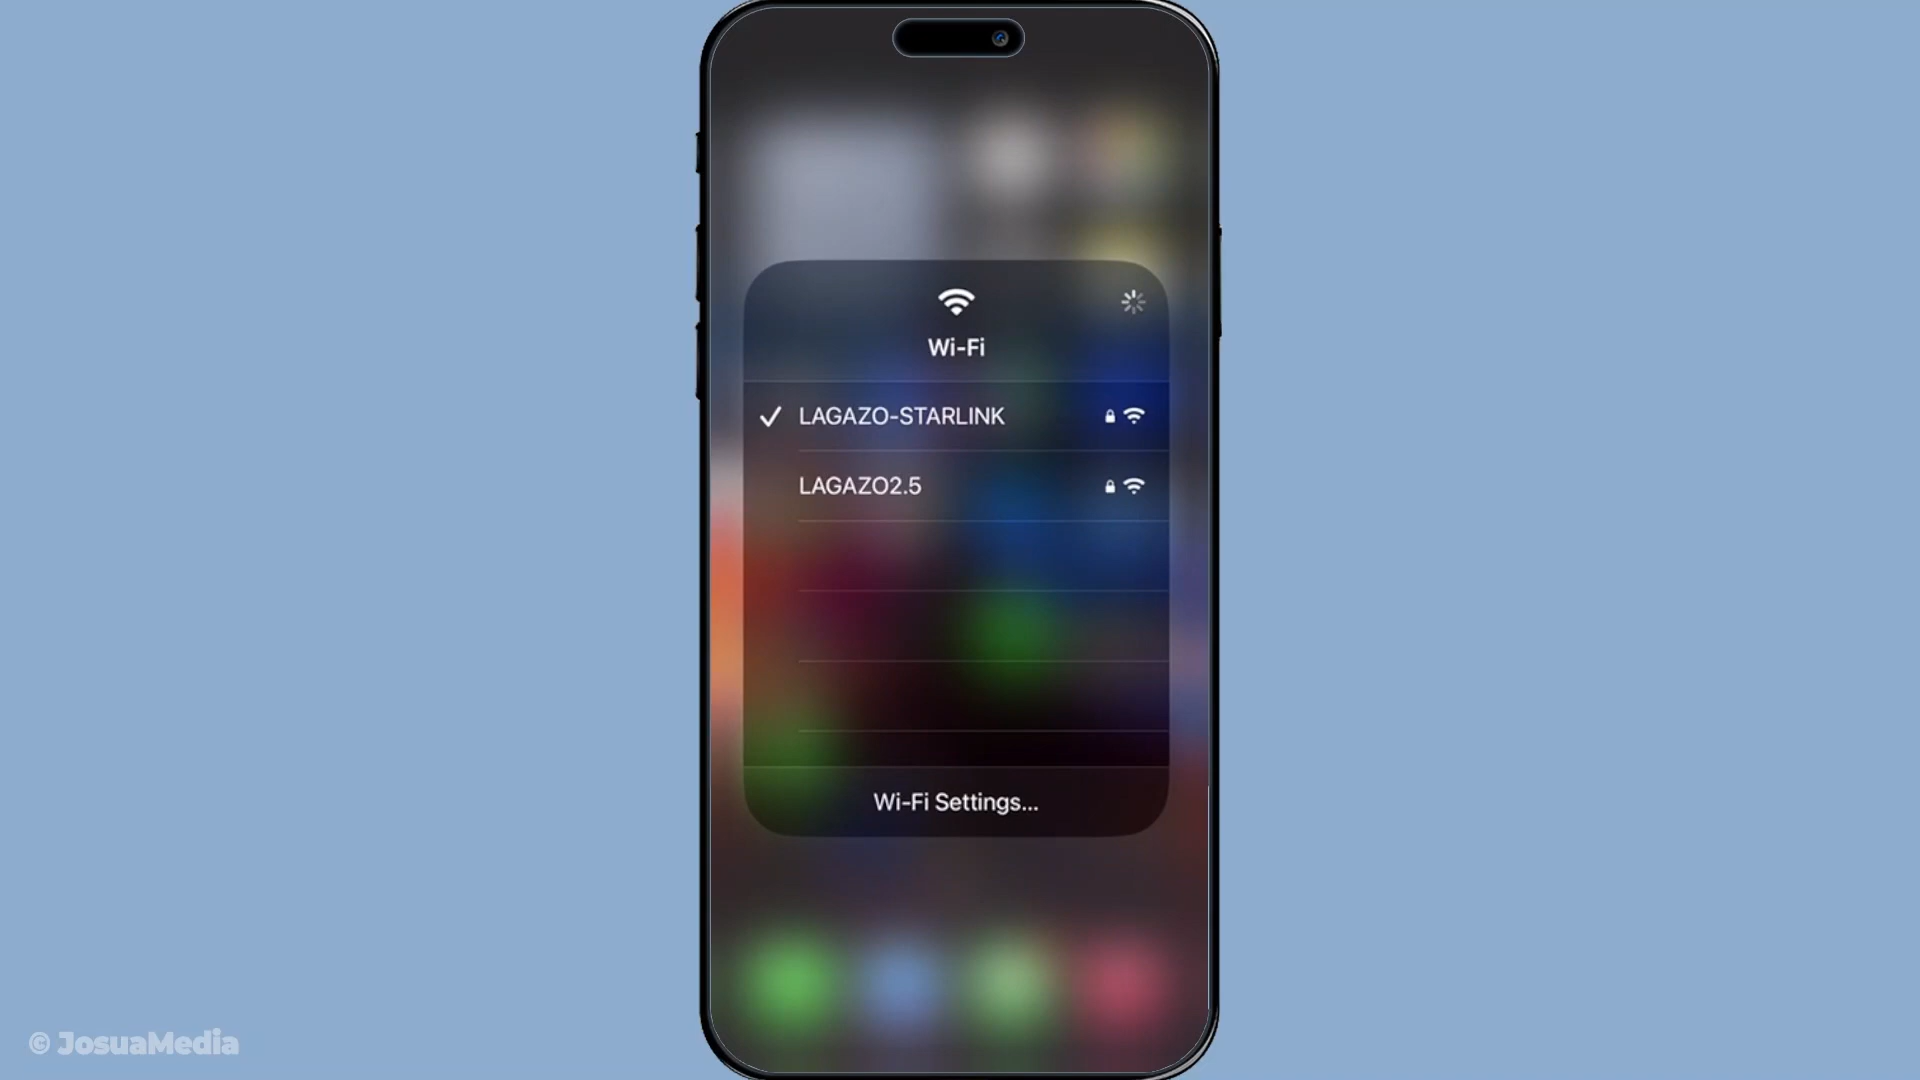 Wi-Fi
LAGAZO-STARLINK
LAGAZO2.5
Wi-Fi Settings...
© JosuaMedia